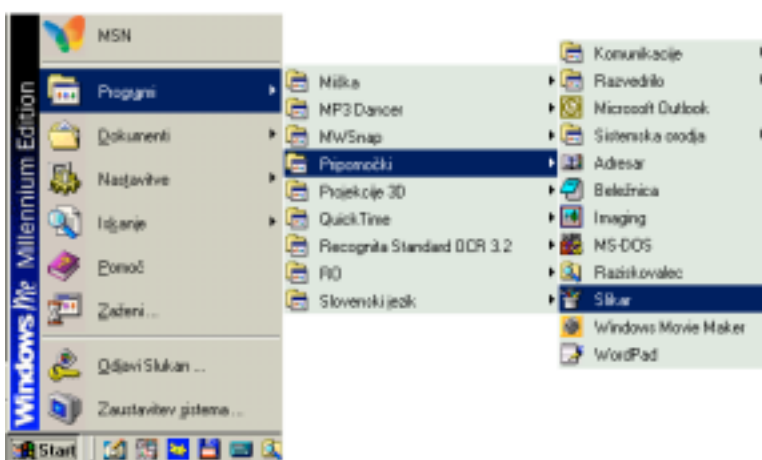 Windows Me Millennium Edition
MSN
Programi
Dokumenti
Nastavitve
Iskanje
Pomoč
Zaženi...
Odjavi Slukan ...
Zaustavitev sistema...
Start
Miška
MP3 Dancer
MWSnap
Pripomočki
Projekcije 3D
QuickTime
Recognita Standard OCR 3.2
RO
Slovenski jezik
Komunikacije
Razvedrilo
Microsoft Outlook
Sistemska orodja
Adresar
Beležnica
Imaging
MS-DOS
Raziskovalec
Slikar
Windows Movie Maker
WordPad